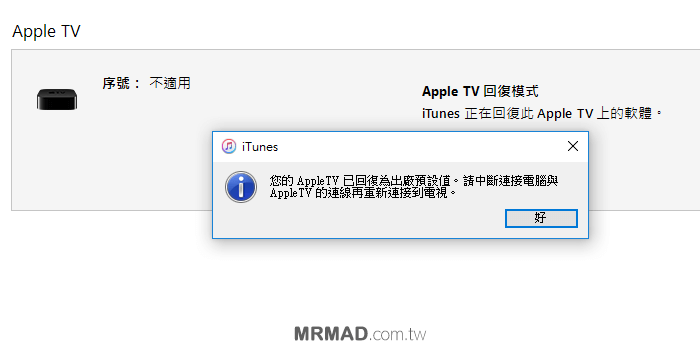 Apple TV
序號： 不適用
Apple TV 回復模式
iTunes 正在回復此 Apple TV 上的軟體。
iTunes
您的 AppleTV 已回復為出廠預設值。請中斷連接電腦與
AppleTV 的連線再重新連接到電視。
好
MRMAD.com.tw